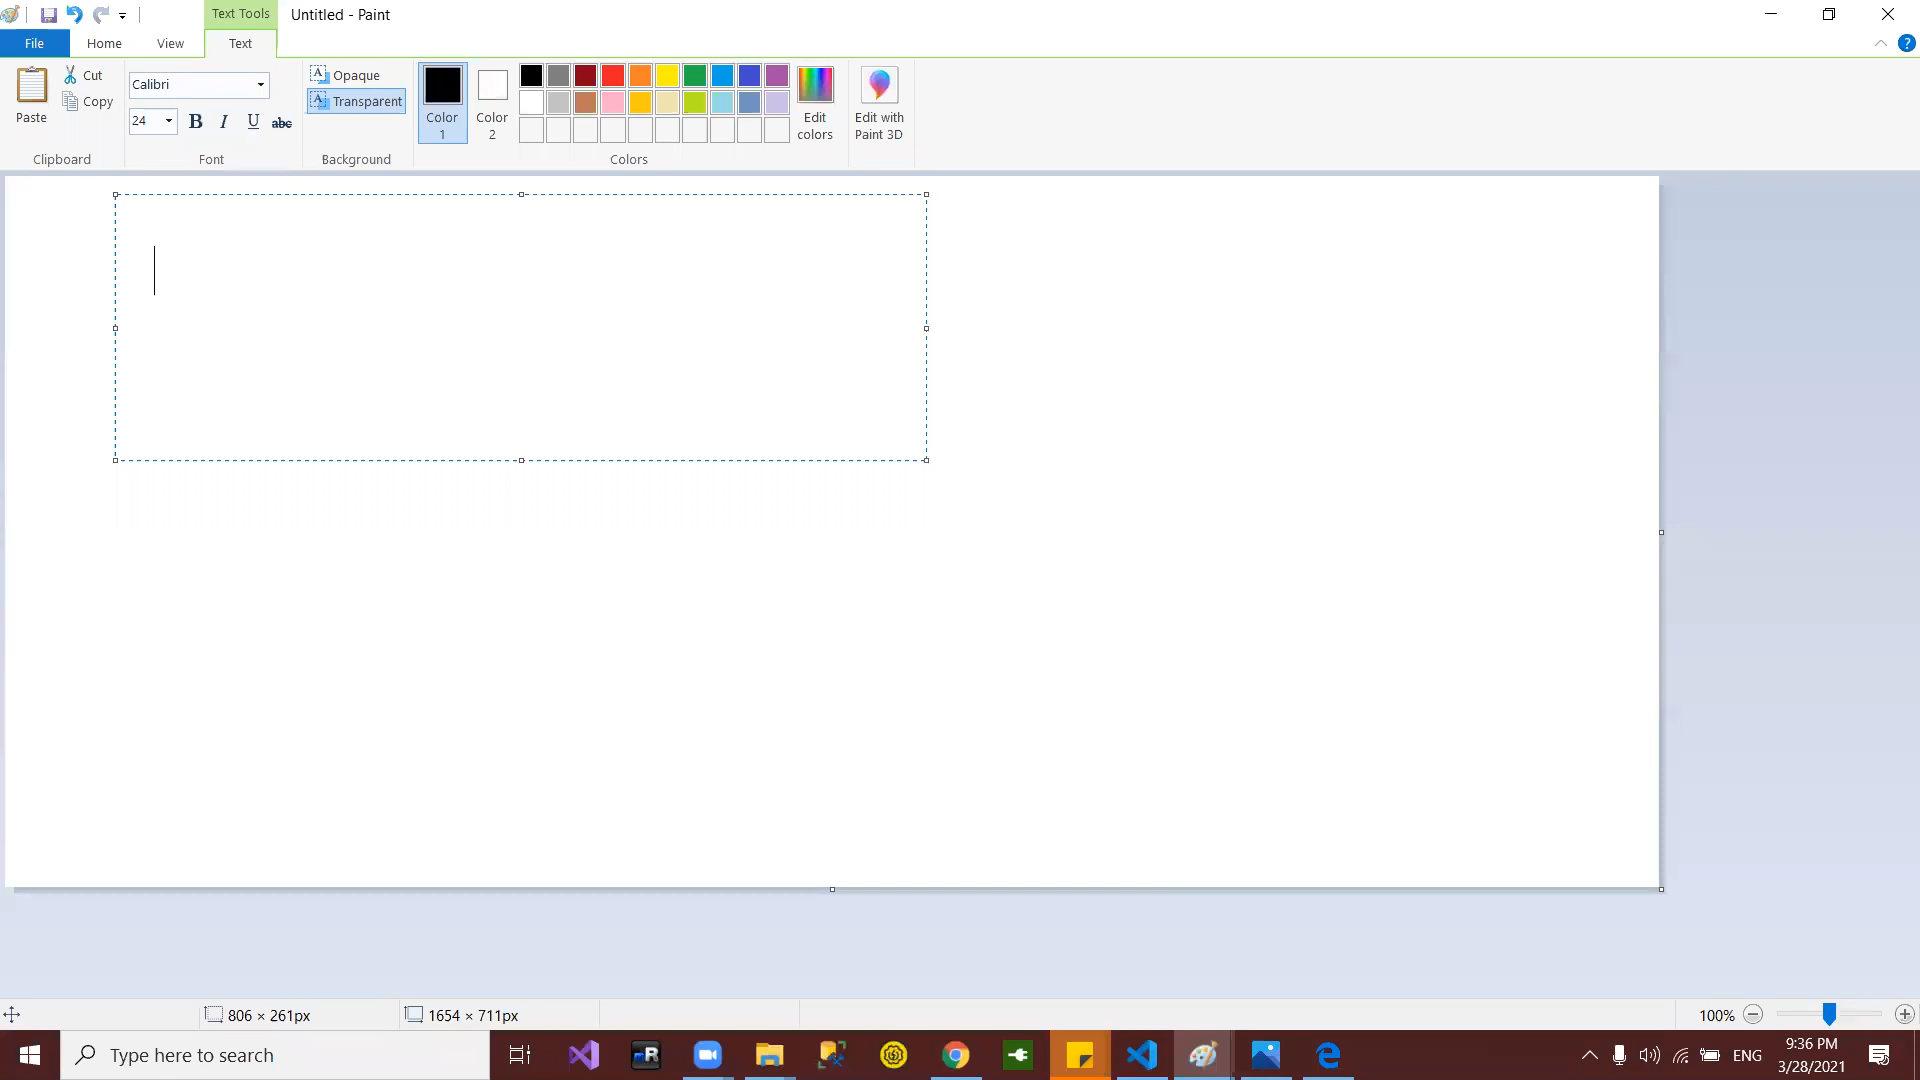 Text Tools
Untitled - Paint
File
Home
View
Text
Paste
Cut
Copy
Clipboard
Calibri
24
B I U abc
Font
Opaque
Transparent
Background
Color 1
Color 2
Edit colors
Colors
Edit with Paint 3D
806 × 261px
1654 × 711px
100%
Type here to search
R
ENG
9:36 PM
3/28/2021